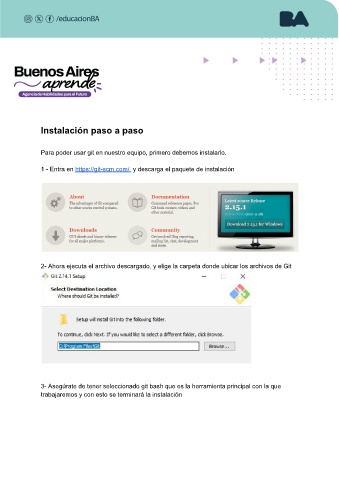 /educacionBA
BA
Buenos Aires
aprende
Agencia de Habilidades para el Futuro
Instalación paso a paso
Para poder usar git en nuestro equipo, primero debemos instalarlo.
1 - Entra en https://git-scm.com/, y descarga el paquete de instalación
About
The advantages of Git compared
to other source control systems.
Documentation
Command reference pages, Pro
Git book content, videos and
other material.
Downloads
GUI clients and binary releases
for all major platforms.
Community
Get involved! Bug reporting,
mailing list, chat, development
and more.
Latest source Release
2.15.1
Download 2.15.1 for Windows
2- Ahora ejecuta el archivo descargado, y elige la carpeta donde ubicar los archivos de Git
Git 2.14.1 Setup
Select Destination Location
Where should Git be installed?
Setup will install Git into the following folder.
To continue, click Next. If you would like to select a different folder, click Browse.
C:\Program Files\Git
Browse...
3- Asegúrate de tener seleccionado git bash que es la herramienta principal con la que
trabajaremos y con esto se terminará la instalación